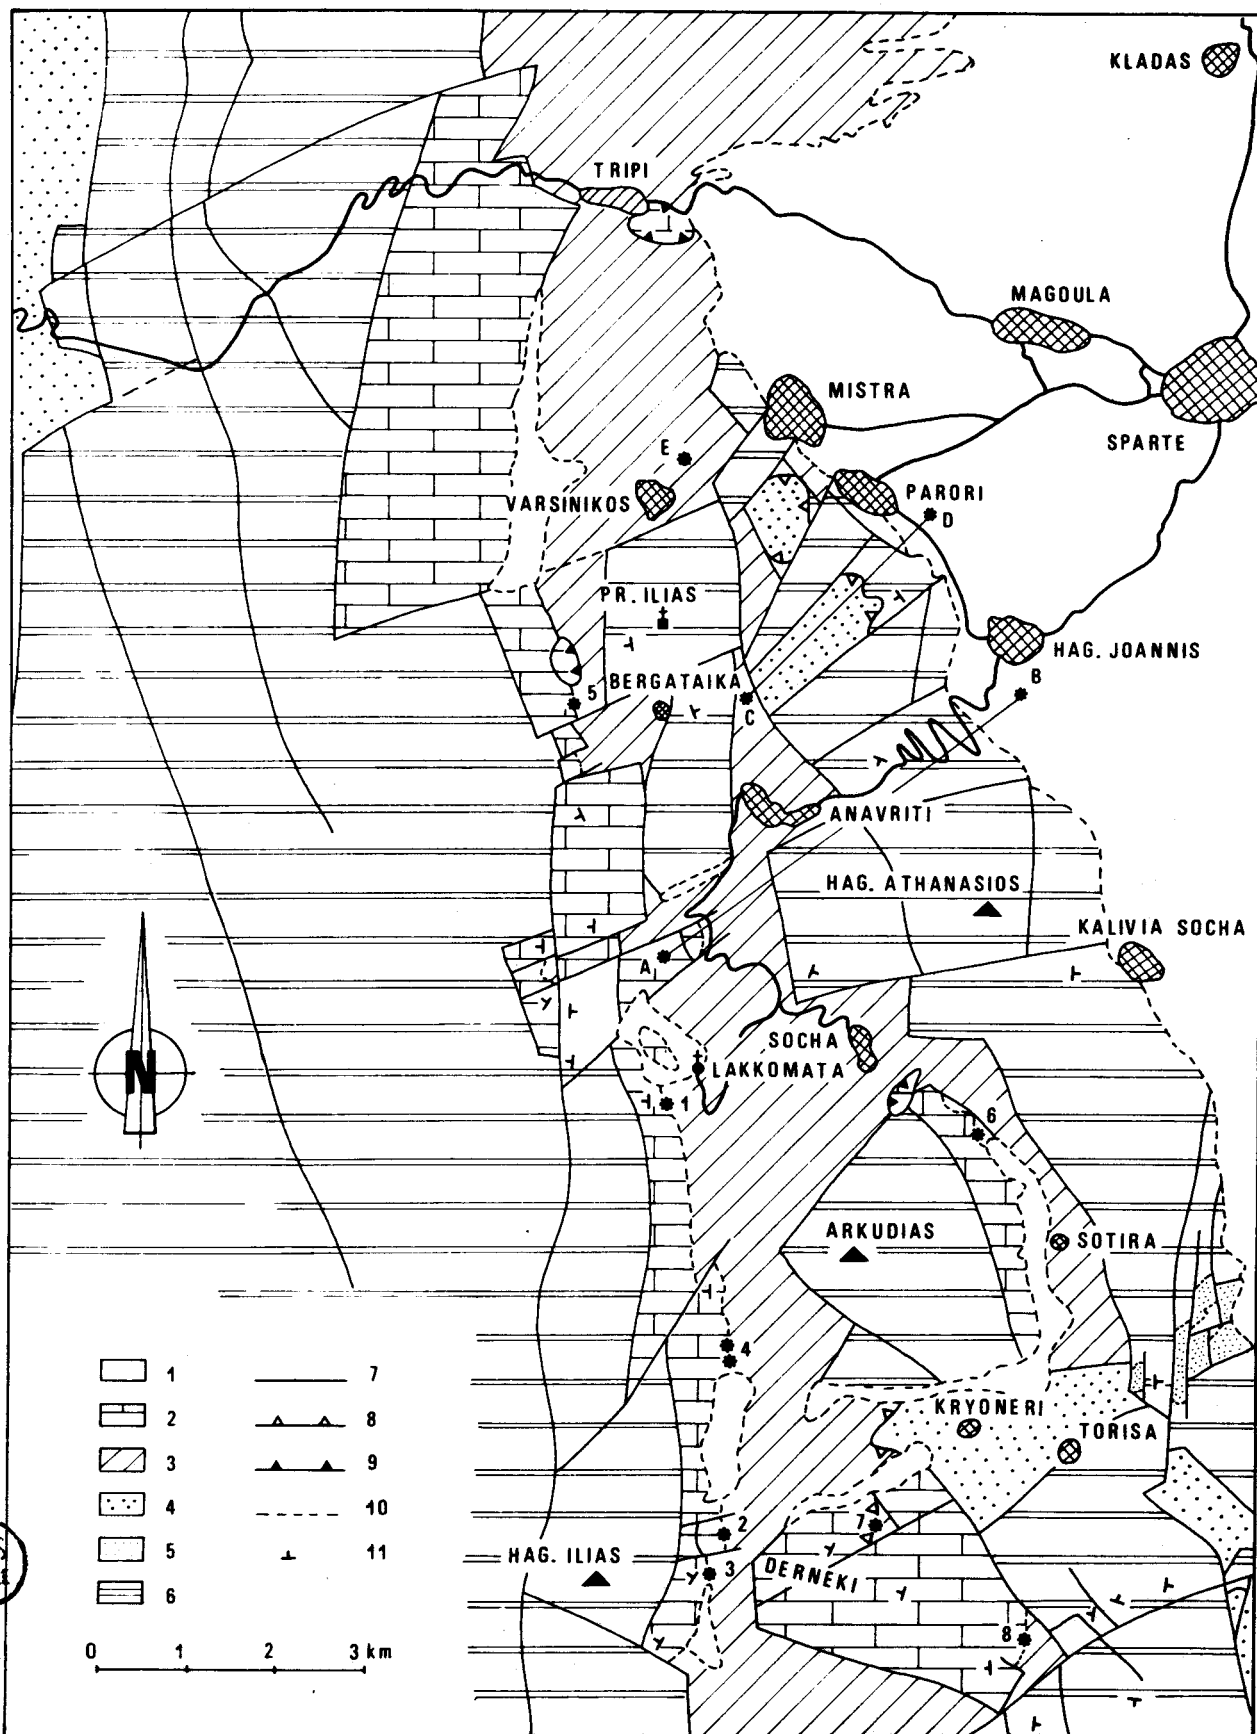 KLADAS
TRIPI
MAGOULA
MISTRA
SPARTE
E
VARSINIKOS
PARORI
D
PR. ILIAS
HAG. JOANNIS
BERGATAIKA
B
5
C
ANAVRITI
HAG. ATHANASIOS
KALIVIA SOCHA
A
N
SOCHA
LAKKOMATA
1
6
ARKUDIAS
SOTIRA
4
1 7
2 8
3 9
4 10
5 11
6
KRYONERI
TORISA
2
7
HAG. ILIAS
3
DERNEKI
8
0 1 2 3 km